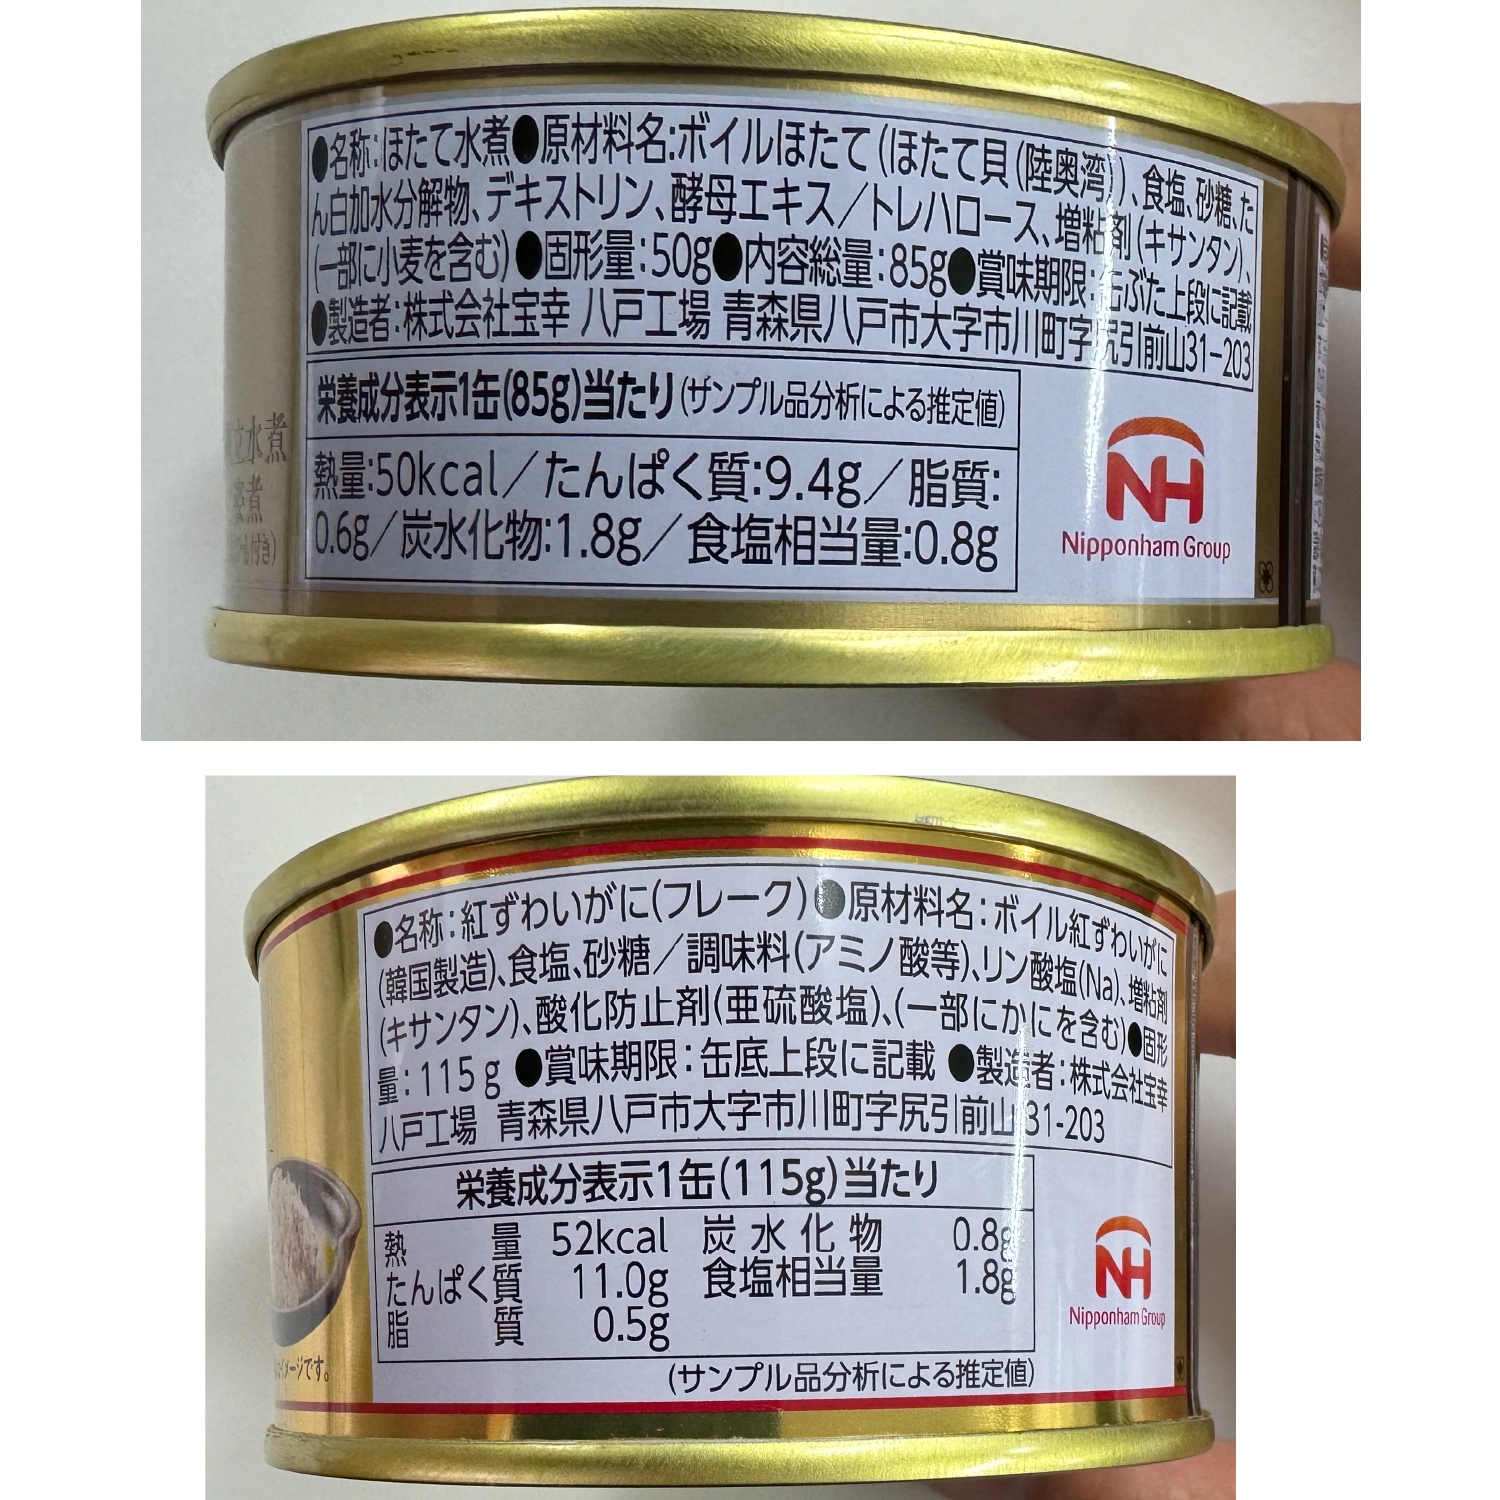 ●名称:ほたて水煮●原材料名:ボイルほたて(ほたて貝(陸奥湾))、食塩、砂糖、た
ん白加水分解物、デキストリン、酵母エキス/トレハロース、増粘剤(キサンタン)、
(一部に小麦を含む)●固形量:50g●内容総量:85g●賞味期限:缶ぶた上段に記載
●製造者:株式会社宝幸 八戸工場 青森県八戸市大字市川町字尻引前山31-203
栄養成分表示1缶(85g)当たり(サンプル品分析による推定値)
熱量:50kcal/たんぱく質:9.4g/脂質:
0.6g/炭水化物:1.8g/食塩相当量:0.8g
NH
Nipponham Group
水煮
煮
付き)
●名称:紅ずわいがに(フレーク)●原材料名:ボイル紅ずわいがに
(韓国製造)、食塩、砂糖/調味料(アミノ酸等)、リン酸塩(Na)、増粘剤
(キサンタン)、酸化防止剤(亜硫酸塩)、(一部にかにを含む)●固形
量:115g ●賞味期限:缶底上段に記載 ●製造者:株式会社宝幸
八戸工場 青森県八戸市大字市川町字尻引前山31-203
栄養成分表示1缶(115g)当たり
熱量 52kcal 炭水化物 0.8g
たんぱく質 11.0g 食塩相当量 1.8g
脂質 0.5g
(サンプル品分析による推定値)
NH
Nipponham Group
イメージです。